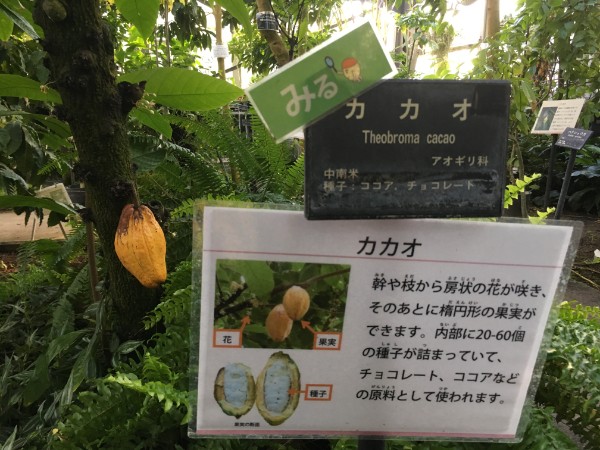 みる
カカオ
Theobroma cacao
アオギリ科
中南米
種子：ココア、チョコレート
カカオ
幹や枝から房状の花が咲き、
そのあとに楕円形の果実が
できます。内部に20-60個
の種子が詰まっていて、
チョコレート、ココアなど
の原料として使われます。
花
果実
種子
果実の断面